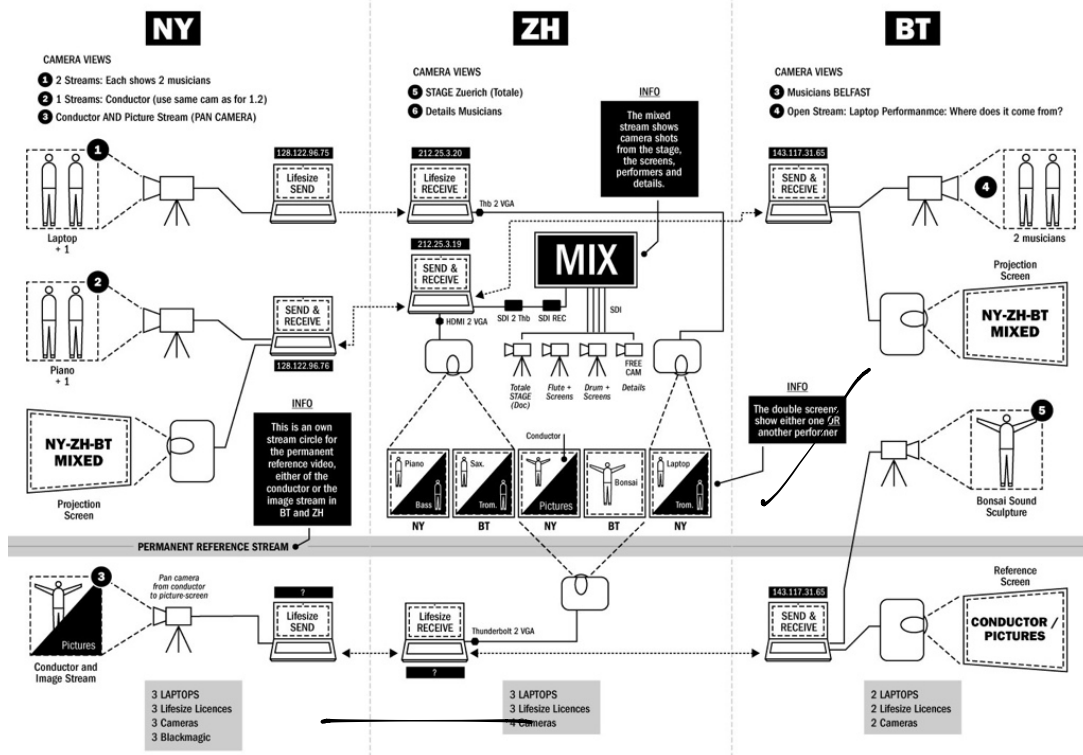 NY
CAMERA VIEWS
1 2 Streams: Each shows 2 musicians
2 1 Streams: Conductor (use same cam as for 1.2)
3 Conductor AND Picture Stream (PAN CAMERA)
1
Laptop
+ 1
128.122.96.75
Lifesize
SEND
2
Piano
+ 1
SEND &
RECEIVE
128.122.96.76
NY-ZH-BT
MIXED
Projection
Screen
INFO
This is an own
stream circle for
the permanent
reference video,
either of the
conductor or the
image stream in
BT and ZH
ZH
CAMERA VIEWS
5 STAGE Zuerich (Totale)
6 Details Musicians
INFO
The mixed
stream shows
camera shots
from the stage,
the screens,
performers and
details.
212.25.3.20
Lifesize
RECEIVE
Thb 2 VGA
212.25.3.19
SEND &
RECEIVE
HDMI 2 VGA
SDI 2 Thb
SDI REC
MIX
SDI
Totale
STAGE
(Doc)
Flute +
Screens
Drum +
Screens
FREE
CAM
Details
Conductor
Piano
Bass
NY
Sax.
Trom.
BT
Pictures
NY
Bonsai
BT
Laptop
Trom.
NY
INFO
The double screens
show either one OR
another performer
BT
CAMERA VIEWS
3 Musicians BELFAST
4 Open Stream: Laptop Performanmce: Where does it come from?
143.117.31.65
SEND &
RECEIVE
4
2 musicians
Projection
Screen
NY-ZH-BT
MIXED
5
Bonsai Sound
Sculpture
PERMANENT REFERENCE STREAM
3
Pictures
Conductor and
Image Stream
Pan camera
from conductor
to picture-screen
?
Lifesize
SEND
Lifesize
RECEIVE
?
Thunderbolt 2 VGA
143.117.31.65
SEND &
RECEIVE
Reference
Screen
CONDUCTOR /
PICTURES
3 LAPTOPS
3 Lifesize Licences
3 Cameras
3 Blackmagic
3 LAPTOPS
3 Lifesize Licences
4 Cameras
2 LAPTOPS
2 Lifesize Licences
2 Cameras